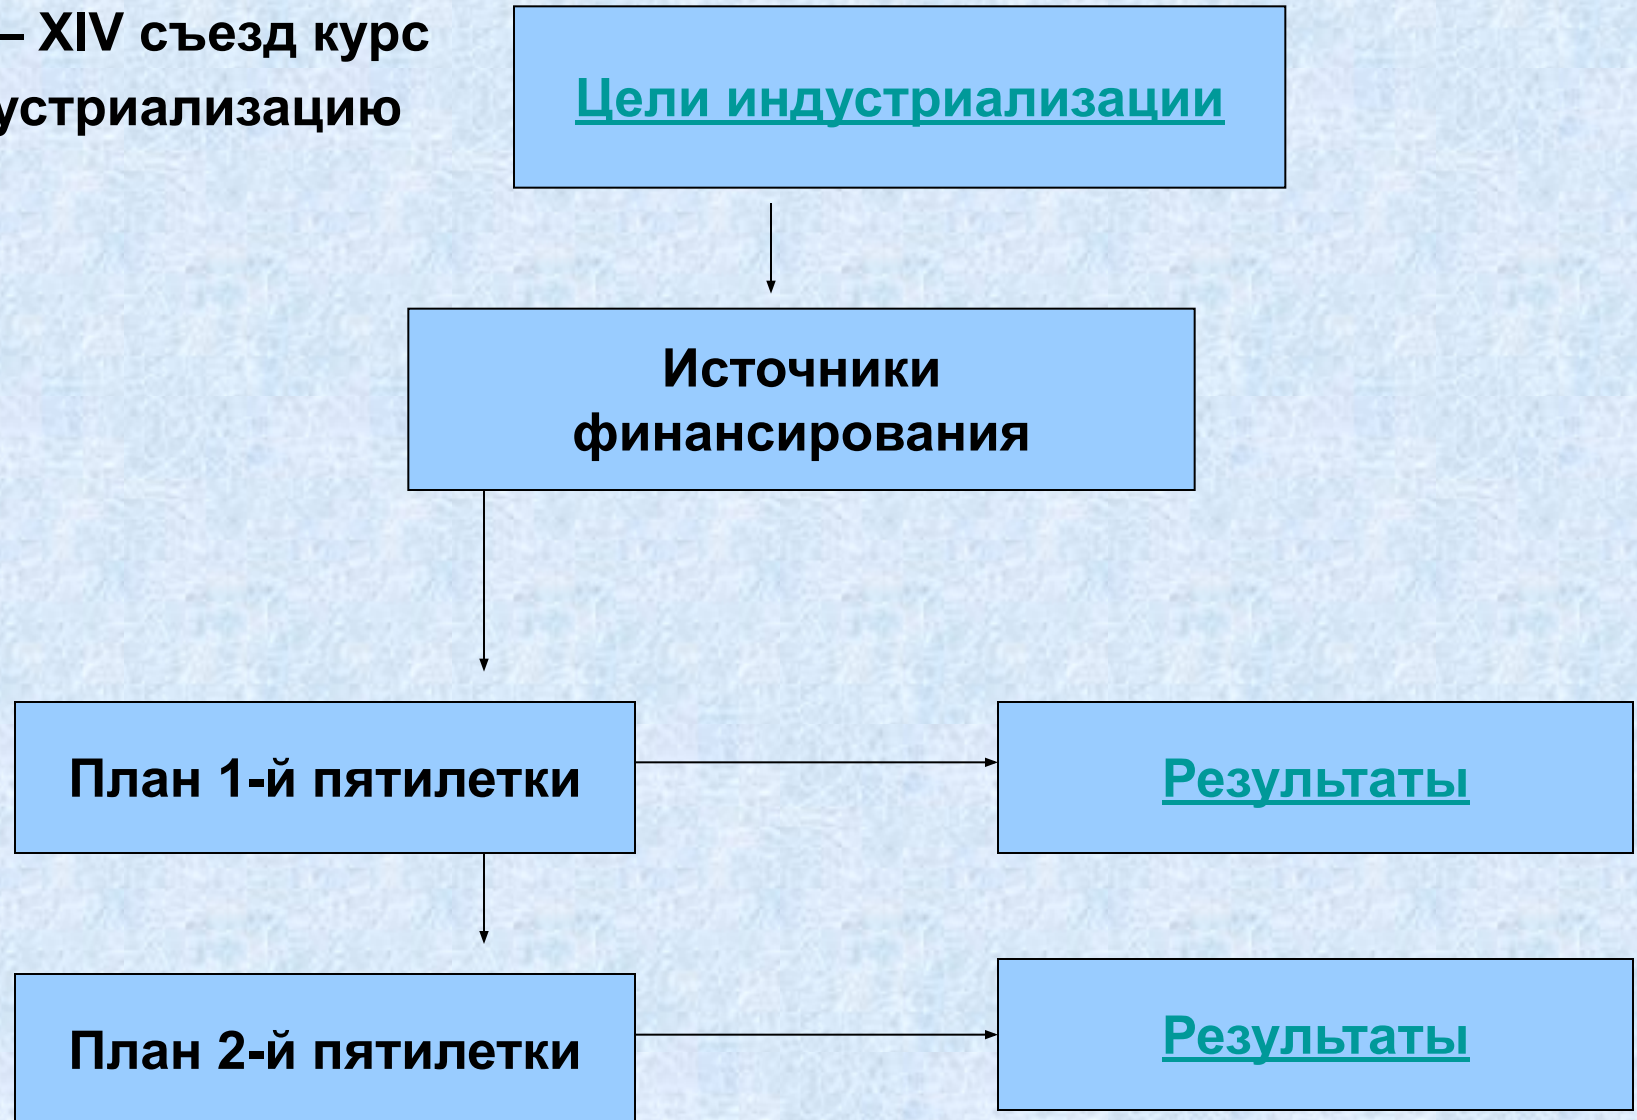 – XIV съезд курс
устриализацию
Цели индустриализации
Источники
финансирования
План 1-й пятилетки
Результаты
План 2-й пятилетки
Результаты